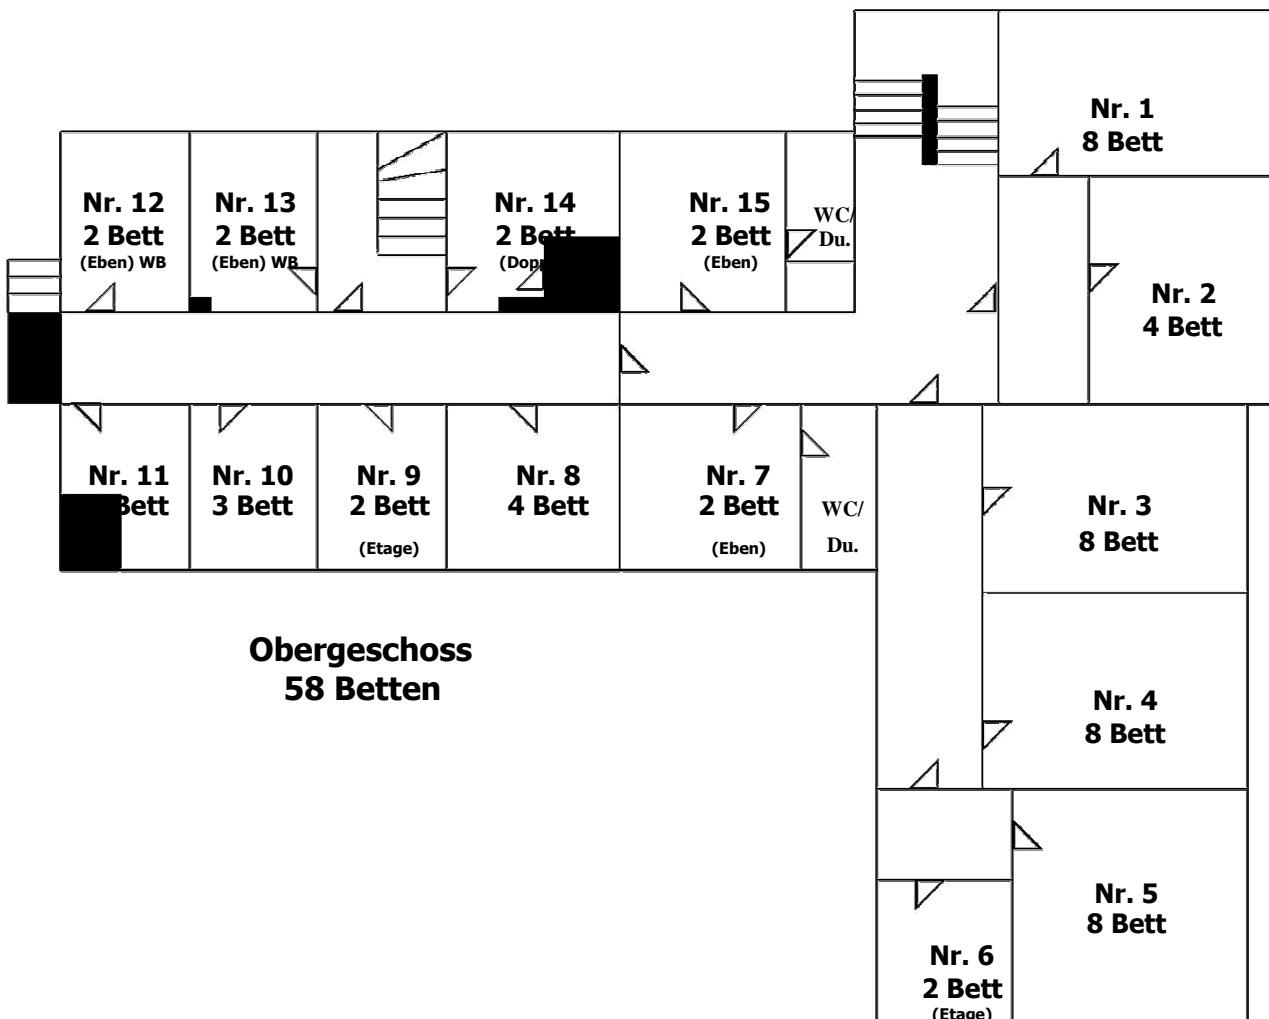 Nr. 1
8 Bett
Nr. 12
2 Bett
(Eben) WB
Nr. 13
2 Bett
(Eben) WB
Nr. 14
2 Bett
Nr. 15
2 Bett
(Eben)
WC/
Du.
Nr. 2
4 Bett
Nr. 11
Bett
Nr. 10
3 Bett
Nr. 9
2 Bett
(Etage)
Nr. 8
4 Bett
Nr. 7
2 Bett
(Eben)
WC/
Du.
Nr. 3
8 Bett
Obergeschoss
58 Betten
Nr. 4
8 Bett
Nr. 5
8 Bett
Nr. 6
2 Bett
(Etage)